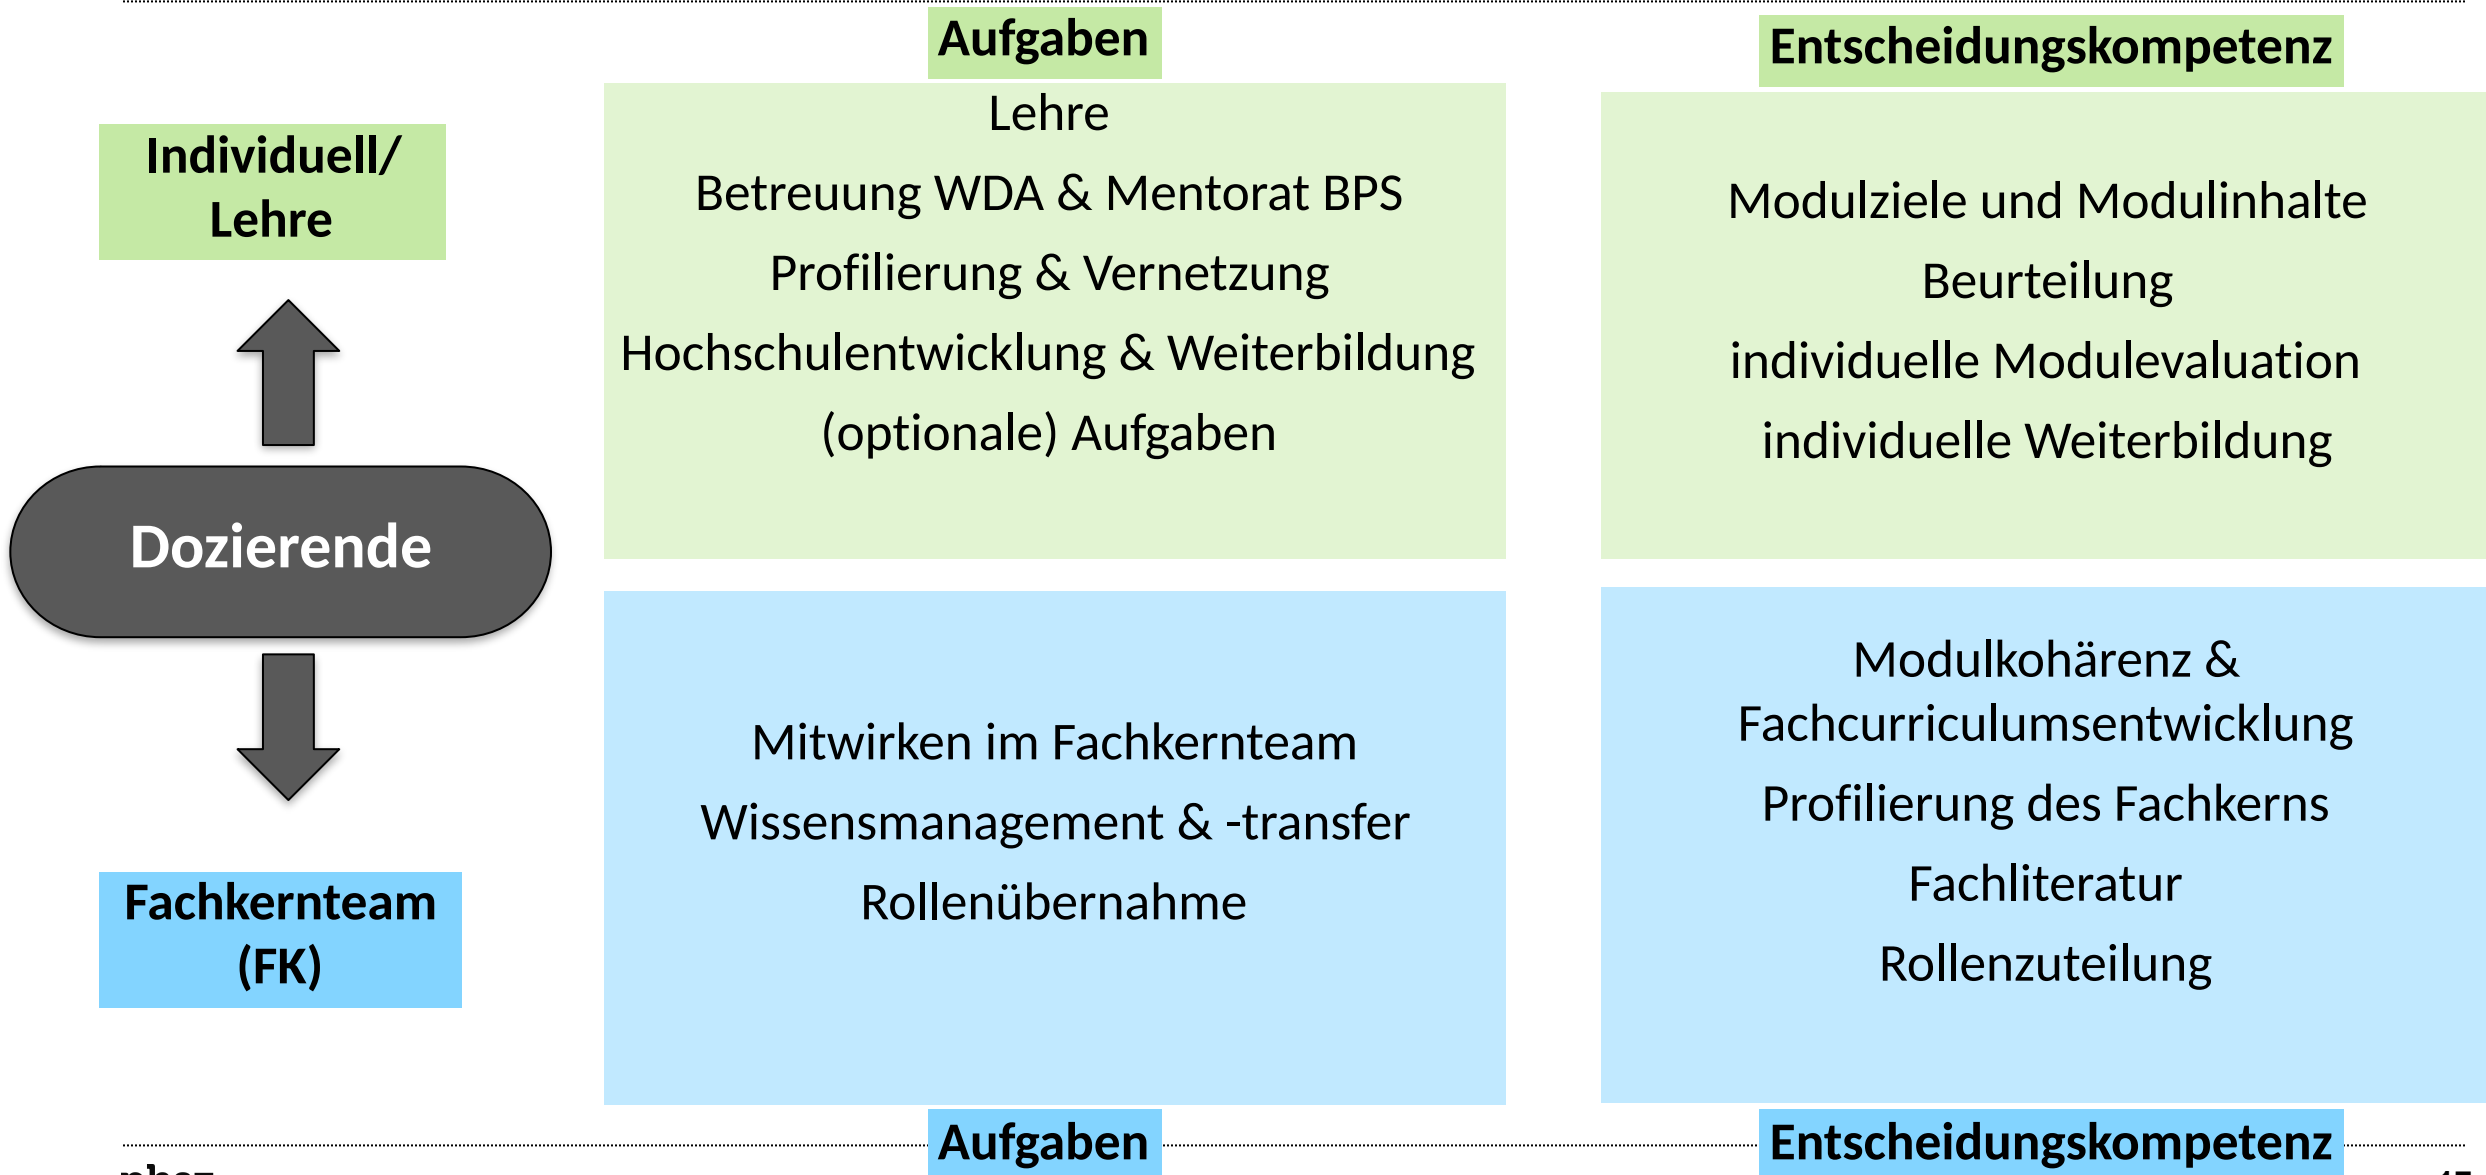 Aufgaben
Entscheidungskompetenz
Individuell/
Lehre
Lehre
Betreuung WDA & Mentorat BPS
Profilierung & Vernetzung
Hochschulentwicklung & Weiterbildung
(optionale) Aufgaben
Modulziele und Modulinhalte
Beurteilung
individuelle Modulevaluation
individuelle Weiterbildung
Dozierende
Fachkernteam
(FK)
Mitwirken im Fachkernteam
Wissensmanagement & -transfer
Rollenübernahme
Modulkohärenz &
Fachcurriculumsentwicklung
Profilierung des Fachkerns
Fachliteratur
Rollenzuteilung
Aufgaben
Entscheidungskompetenz